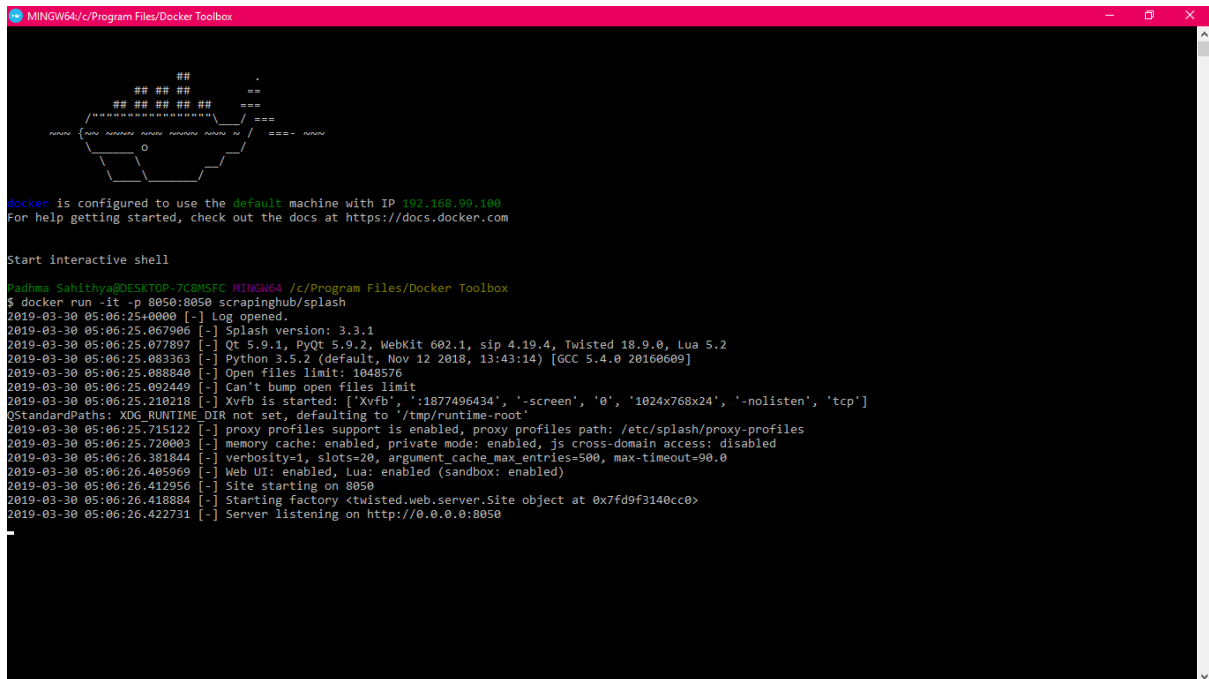 MINGW64:/c/Program Files/Docker Toolbox
                        ##         .
                  ## ## ##        ==
               ## ## ## ## ##    ===
           /"""""""""""""""""\___/ ===
      ~~~ {~~ ~~~~ ~~~ ~~~~ ~~~ ~ /  ===- ~~~
           \______ o           __/
             \    \         __/
              \____\_______/
docker is configured to use the default machine with IP 192.168.99.100
For help getting started, check out the docs at https://docs.docker.com
Start interactive shell
Padhma Sahithya@DESKTOP-7C8MSFC MINGW64 /c/Program Files/Docker Toolbox
$ docker run -it -p 8050:8050 scrapinghub/splash
2019-03-30 05:06:25+0000 [-] Log opened.
2019-03-30 05:06:25.067906 [-] Splash version: 3.3.1
2019-03-30 05:06:25.077897 [-] Qt 5.9.1, PyQt 5.9.2, WebKit 602.1, sip 4.19.4, Twisted 18.9.0, Lua 5.2
2019-03-30 05:06:25.083363 [-] Python 3.5.2 (default, Nov 12 2018, 13:43:14) [GCC 5.4.0 20160609]
2019-03-30 05:06:25.088840 [-] Open files limit: 1048576
2019-03-30 05:06:25.092449 [-] Can't bump open files limit
2019-03-30 05:06:25.210218 [-] Xvfb is started: ['Xvfb', ':1877496434', '-screen', '0', '1024x768x24', '-nolisten', 'tcp']
QStandardPaths: XDG_RUNTIME_DIR not set, defaulting to '/tmp/runtime-root'
2019-03-30 05:06:25.715122 [-] proxy profiles support is enabled, proxy profiles path: /etc/splash/proxy-profiles
2019-03-30 05:06:25.720003 [-] memory cache: enabled, private mode: enabled, js cross-domain access: disabled
2019-03-30 05:06:26.381844 [-] verbosity=1, slots=20, argument_cache_max_entries=500, max-timeout=90.0
2019-03-30 05:06:26.405969 [-] Web UI: enabled, Lua: enabled (sandbox: enabled)
2019-03-30 05:06:26.412956 [-] Site starting on 8050
2019-03-30 05:06:26.418884 [-] Starting factory <twisted.web.server.Site object at 0x7fd9f3140cc0>
2019-03-30 05:06:26.422731 [-] Server listening on http://0.0.0.0:8050